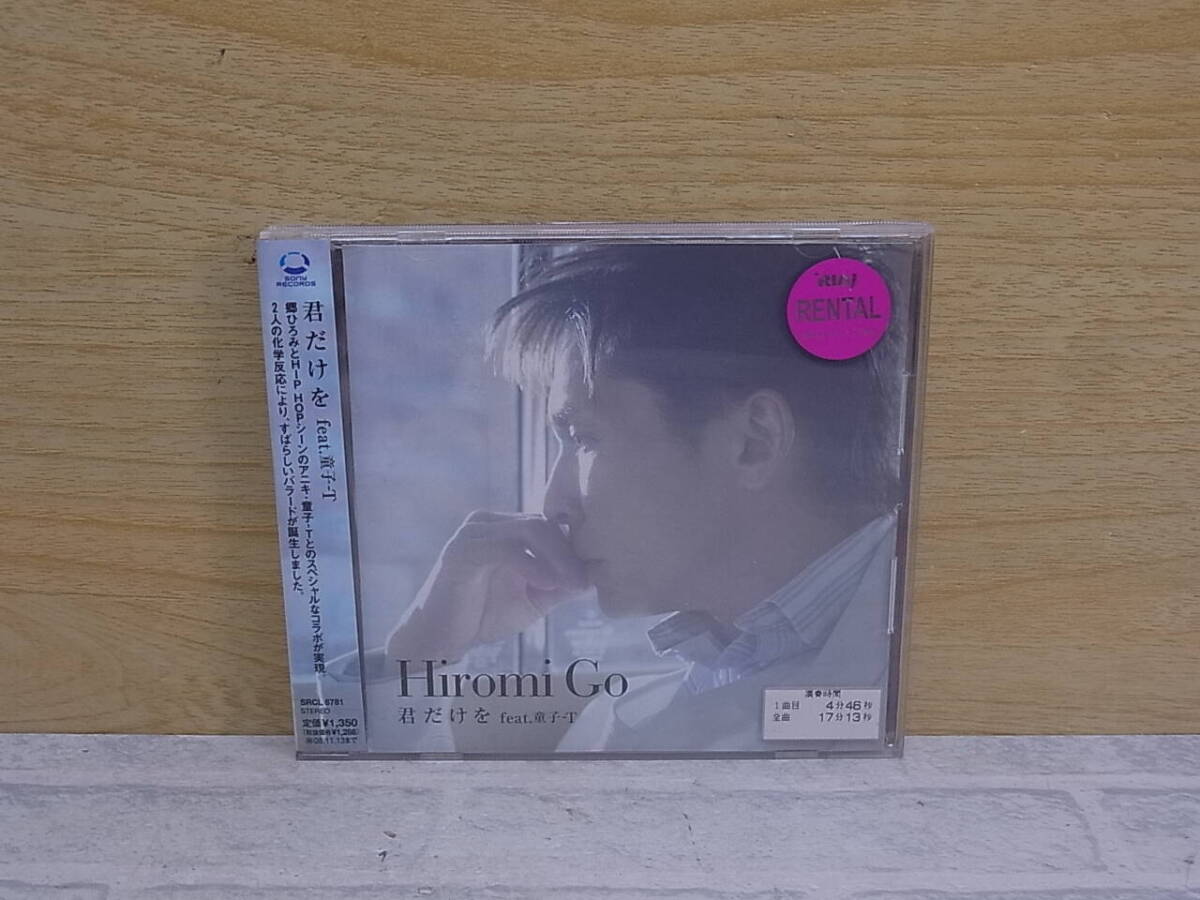 SONY
RECORDS
君だけを feat.童子-T
郷ひろみとHIP HOPシーンのアニキ・童子-Tとのスペシャルなコラボが実現。
2人の化学反応により、すばらしいバラードが誕生しました。
SRCL 6781
STEREO
定価¥1,350
RIAJ
RENTAL
Hiromi Go
君だけを feat.童子-T
演奏時間
1曲目 4分46秒
全曲 17分13秒